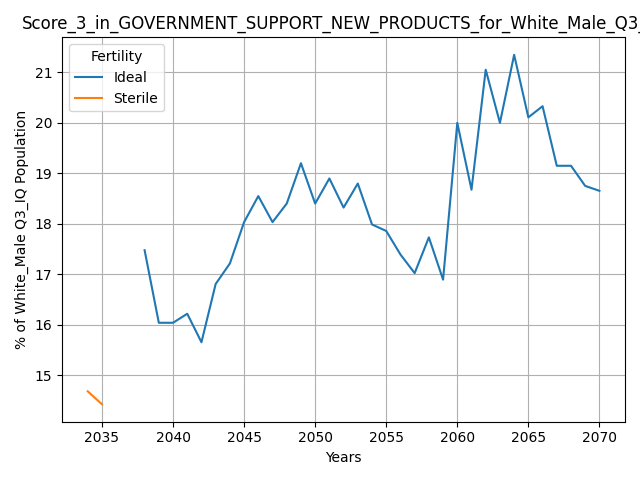 Score_3_in_GOVERNMENT_SUPPORT_NEW_PRODUCTS_for_White_Male_Q3_
Fertility
Ideal
Sterile
21
20
19
18
17
16
15
% of White_Male Q3_IQ Population
2035 2040 2045 2050 2055 2060 2065 2070
Years